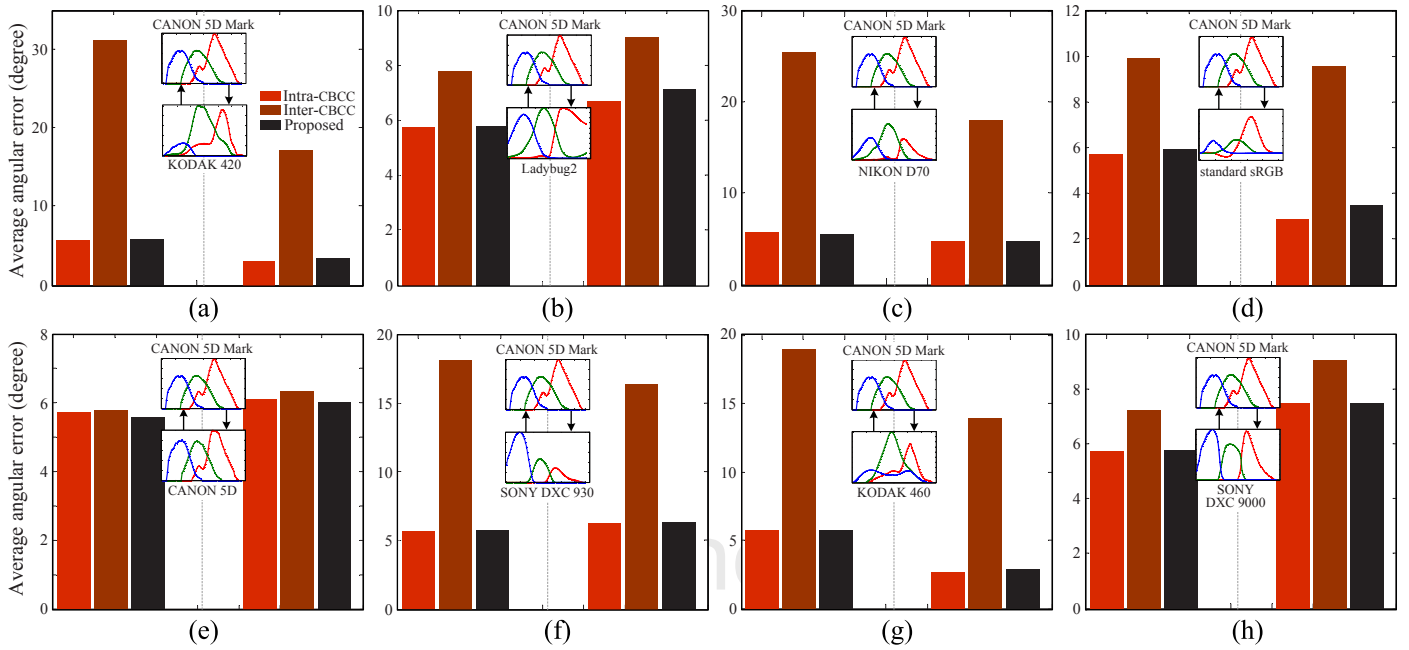 Average angular error (degree)
30
20
10
0
CANON 5D Mark
KODAK 420
Intra-CBCC
Inter-CBCC
Proposed
(a)
10
8
6
4
2
0
CANON 5D Mark
Ladybug2
(b)
30
20
10
0
CANON 5D Mark
NIKON D70
(c)
12
10
8
6
4
2
0
CANON 5D Mark
standard sRGB
(d)
Average angular error (degree)
8
6
4
2
0
CANON 5D Mark
CANON 5D
(e)
20
15
10
5
0
CANON 5D Mark
SONY DXC 930
(f)
20
15
10
5
0
CANON 5D Mark
KODAK 460
(g)
10
8
6
4
2
0
CANON 5D Mark
SONY
DXC 9000
(h)